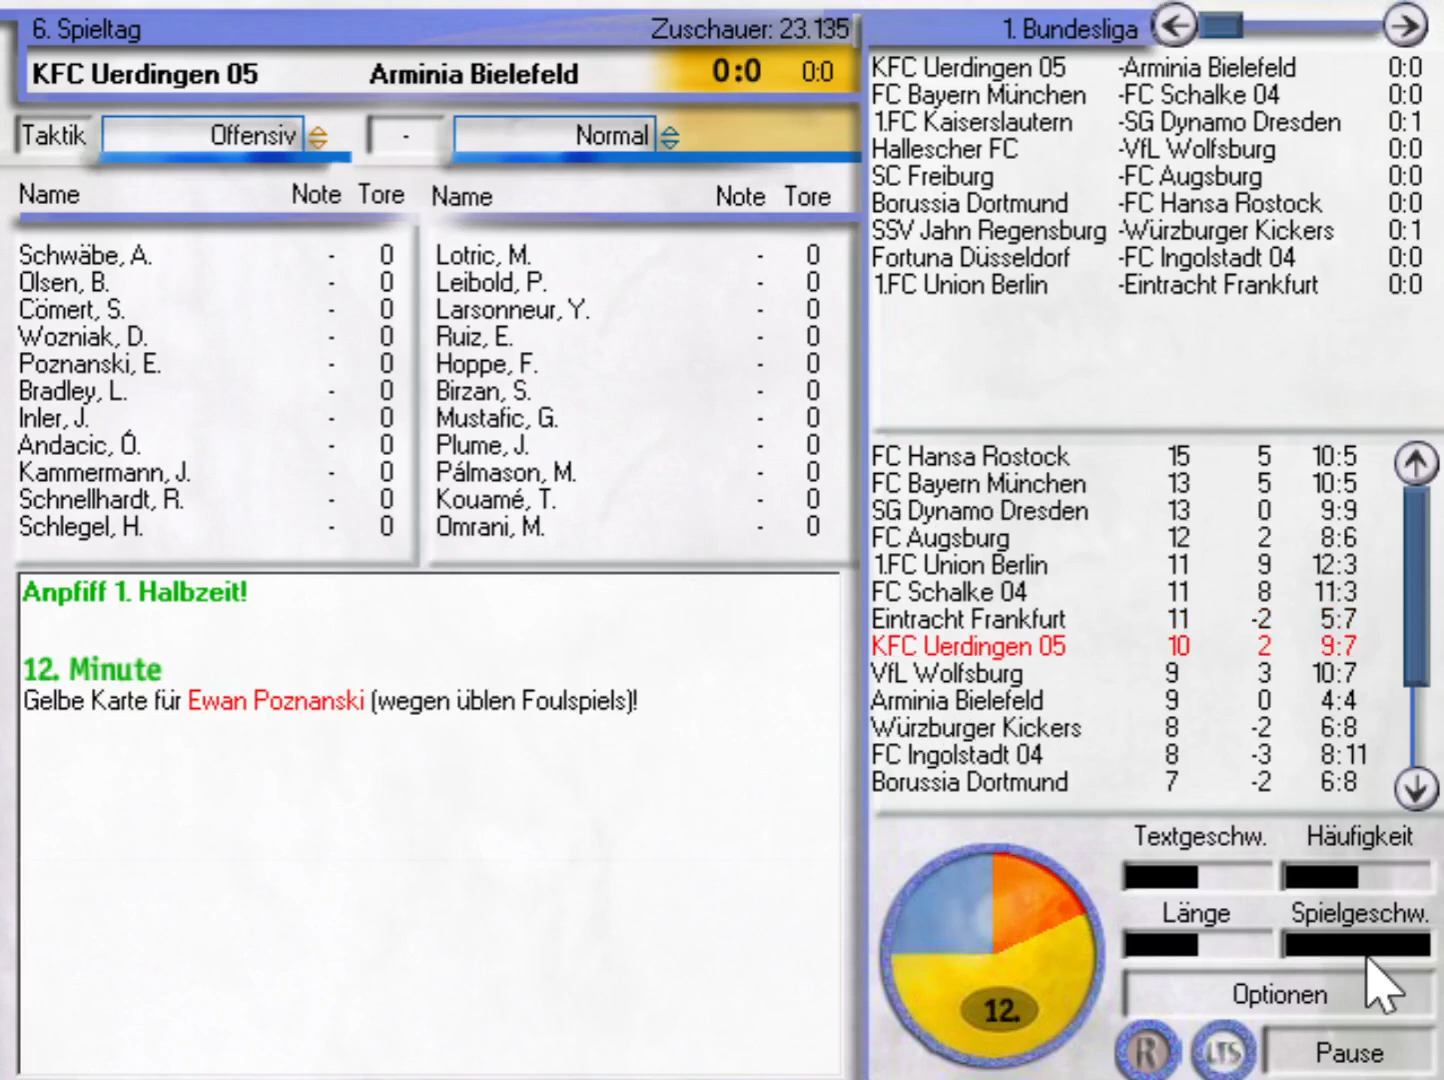 6. Spieltag Zuschauer: 23.135
KFC Uerdingen 05 Arminia Bielefeld 0:0 0:0
Taktik Offensiv - Normal
Name Note Tore Name Note Tore
Schwäbe, A. - 0 Lotric, M. - 0
Olsen, B. - 0 Leibold, P. - 0
Cömert, S. - 0 Larsonneur, Y. - 0
Wozniak, D. - 0 Ruiz, E. - 0
Poznanski, E. - 0 Hoppe, F. - 0
Bradley, L. - 0 Birzan, S. - 0
Inler, J. - 0 Mustafic, G. - 0
Andacic, Ó. - 0 Plume, J. - 0
Kammermann, J. - 0 Pálmason, M. - 0
Schnellhardt, R. - 0 Kouamé, T. - 0
Schlegel, H. - 0 Omrani, M. - 0
Anpfiff 1. Halbzeit!
12. Minute
Gelbe Karte für Ewan Poznanski (wegen üblen Foulspiels)!
1. Bundesliga
KFC Uerdingen 05 -Arminia Bielefeld 0:0
FC Bayern München -FC Schalke 04 0:0
1.FC Kaiserslautern -SG Dynamo Dresden 0:1
Hallescher FC -VfL Wolfsburg 0:0
SC Freiburg -FC Augsburg 0:0
Borussia Dortmund -FC Hansa Rostock 0:0
SSV Jahn Regensburg -Würzburger Kickers 0:1
Fortuna Düsseldorf -FC Ingolstadt 04 0:0
1.FC Union Berlin -Eintracht Frankfurt 0:0
FC Hansa Rostock 15 5 10:5
FC Bayern München 13 5 10:5
SG Dynamo Dresden 13 0 9:9
FC Augsburg 12 2 8:6
1.FC Union Berlin 11 9 12:3
FC Schalke 04 11 8 11:3
Eintracht Frankfurt 11 -2 5:7
KFC Uerdingen 05 10 2 9:7
VfL Wolfsburg 9 3 10:7
Arminia Bielefeld 9 0 4:4
Würzburger Kickers 8 -2 6:8
FC Ingolstadt 04 8 -3 8:11
Borussia Dortmund 7 -2 6:8
Textgeschw. Häufigkeit
Länge Spielgeschw.
12. Optionen
R LTS Pause